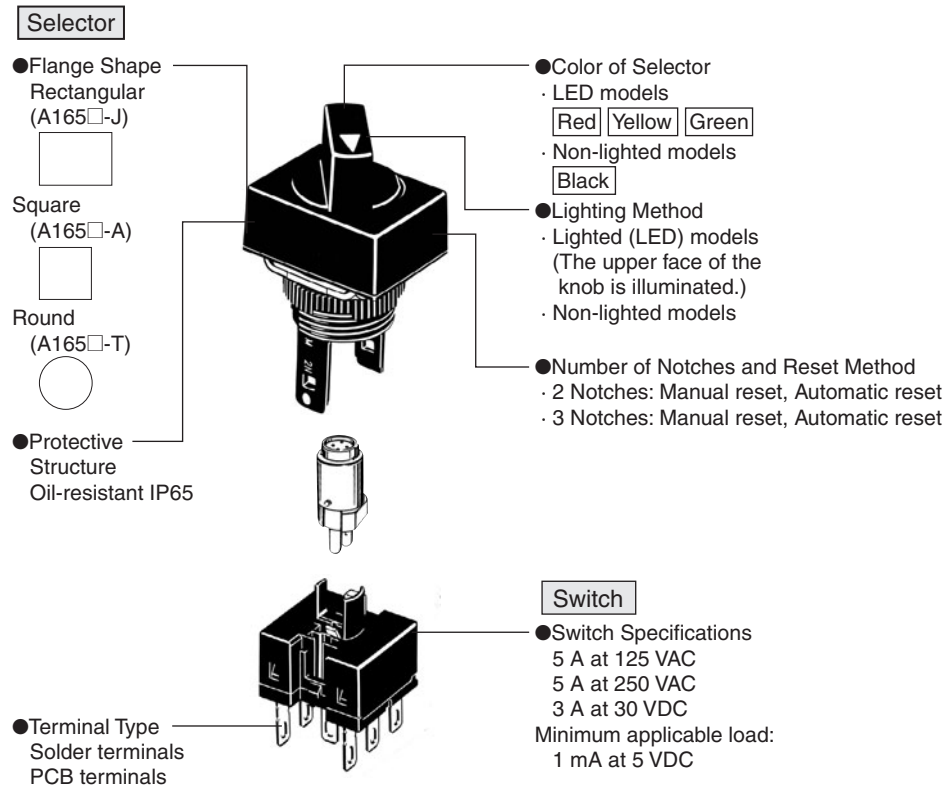 Selector
●Flange Shape
Rectangular
(A165□-J)
Square
(A165□-A)
Round
(A165□-T)
●Protective
Structure
Oil-resistant IP65
●Color of Selector
· LED models
Red Yellow Green
· Non-lighted models
Black
●Lighting Method
· Lighted (LED) models
(The upper face of the
knob is illuminated.)
· Non-lighted models
●Number of Notches and Reset Method
· 2 Notches: Manual reset, Automatic reset
· 3 Notches: Manual reset, Automatic reset
Switch
●Switch Specifications
5 A at 125 VAC
5 A at 250 VAC
3 A at 30 VDC
Minimum applicable load:
1 mA at 5 VDC
●Terminal Type
Solder terminals
PCB terminals